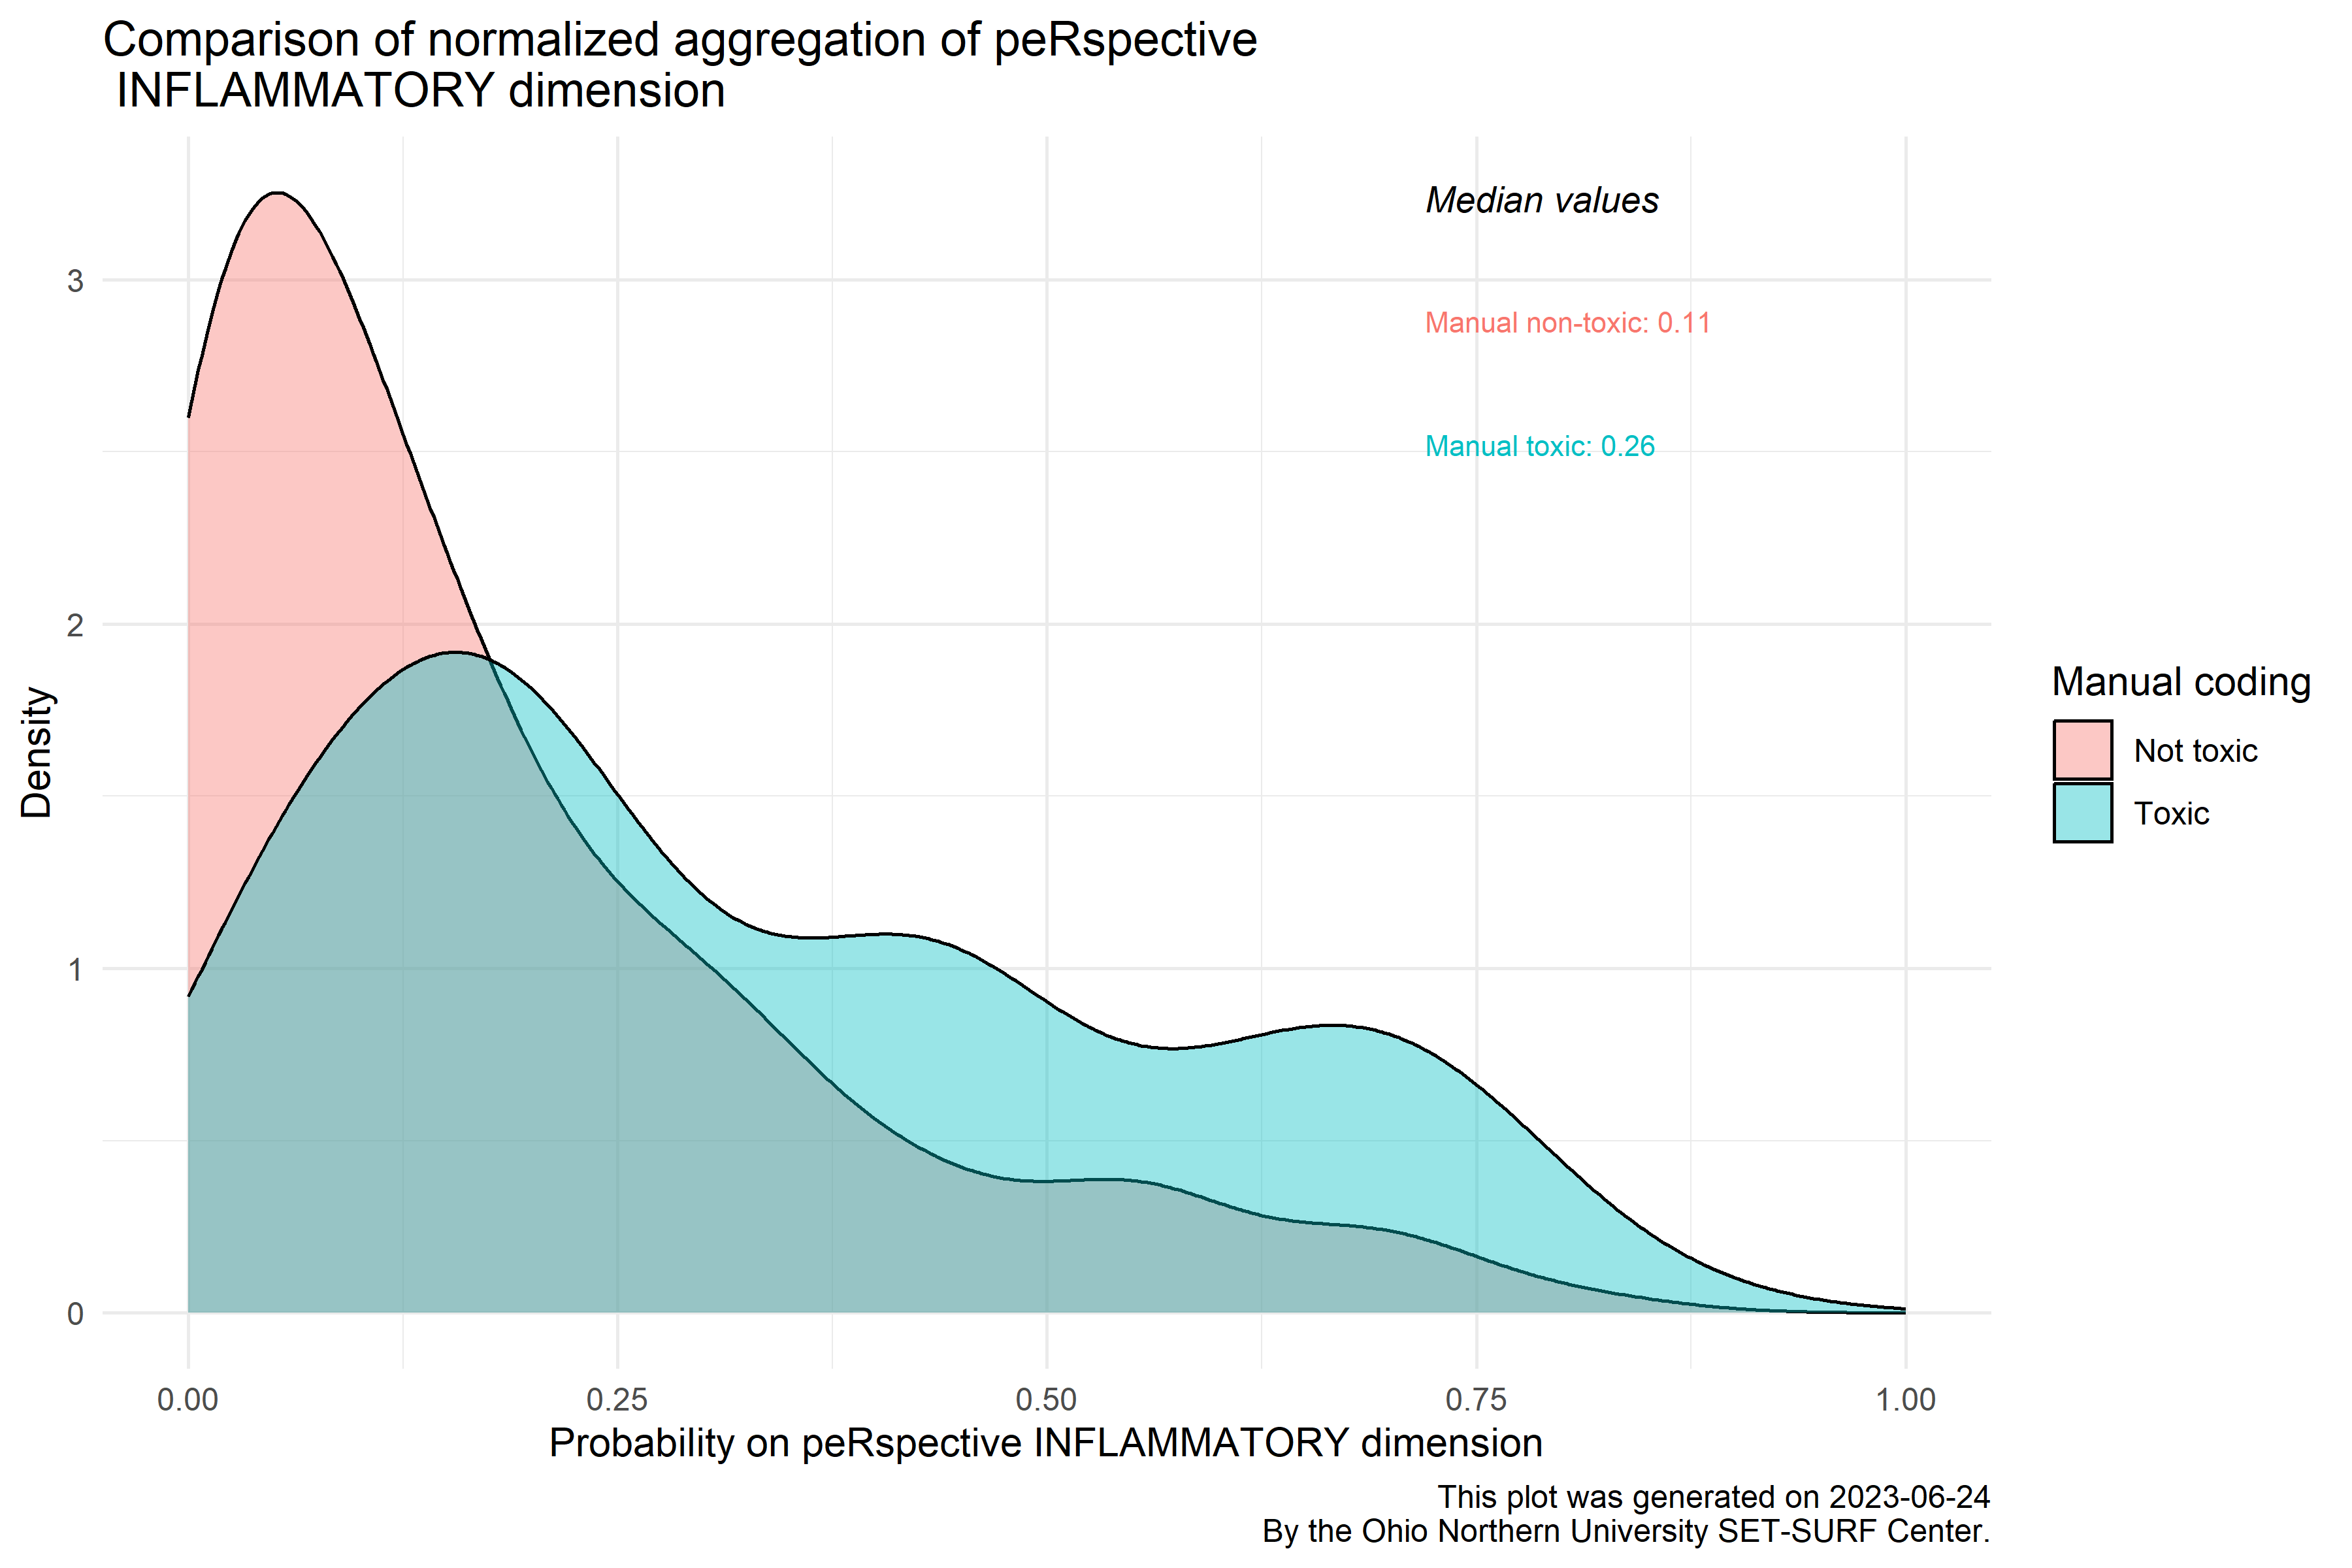 Comparison of normalized aggregation of peRspective
INFLAMMATORY dimension
Median values
Manual non-toxic: 0.11
Manual toxic: 0.26
3
2
1
0
Density
0.00 0.25 0.50 0.75 1.00
Probability on peRspective INFLAMMATORY dimension
Manual coding
Not toxic
Toxic
This plot was generated on 2023-06-24
By the Ohio Northern University SET-SURF Center.